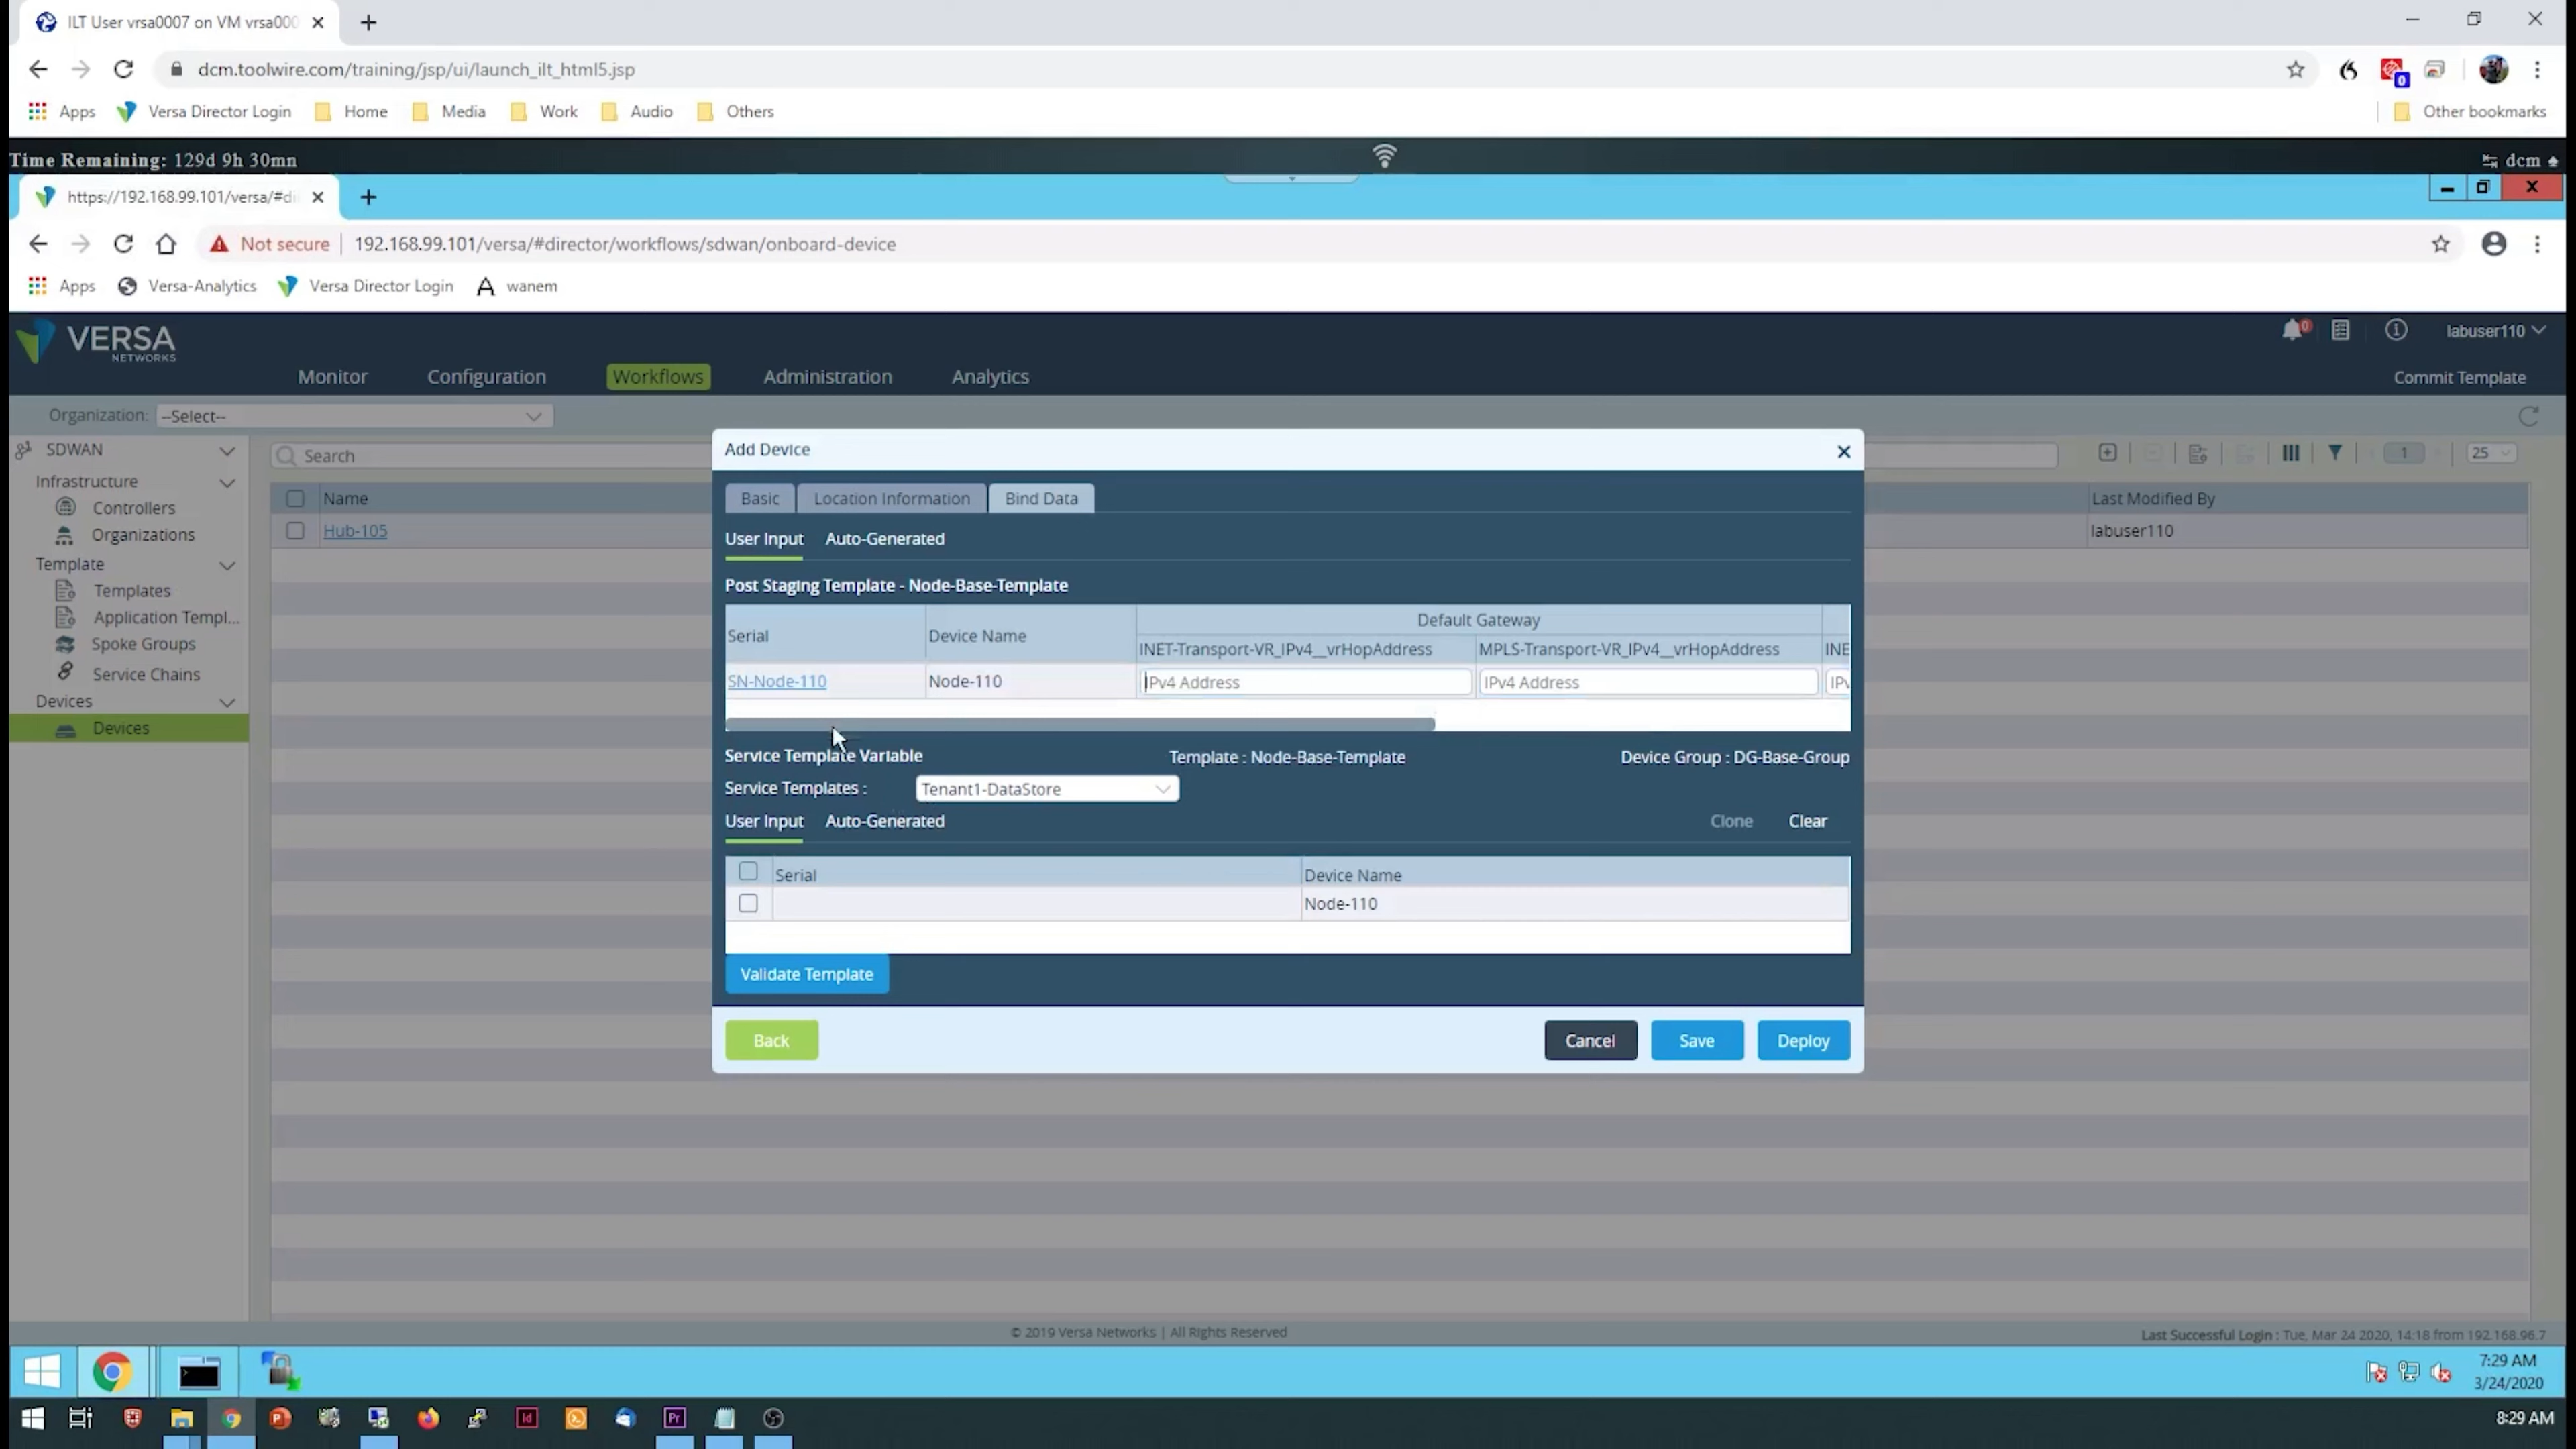 ILT User vrsa0007 on VM vrsa000
dcm.toolwire.com/training/jsp/ui/launch_ilt_html5.jsp
0
Apps Versa Director Login Home Media Work Audio Others Other bookmarks
Time Remaining: 129d 9h 30mn dcm
https://192.168.99.101/versa/#di
Not secure 192.168.99.101/versa/#director/workflows/sdwan/onboard-device
Apps Versa-Analytics Versa Director Login wanem
VERSA
NETWORKS
0 labuser110
Monitor Configuration Workflows Administration Analytics Commit Template
Organization: --Select--
SDWAN
Infrastructure
Controllers
Organizations
Template
Templates
Application Templ...
Spoke Groups
Service Chains
Devices
Devices
Search 1 25
Name Last Modified By
Hub-105 labuser110
Add Device
Basic Location Information Bind Data
User Input Auto-Generated
Post Staging Template - Node-Base-Template
Serial Device Name Default Gateway
INET-Transport-VR_IPv4__vrHopAddress MPLS-Transport-VR_IPv4__vrHopAddress INE
SN-Node-110 Node-110 IPv4 Address IPv4 Address IPv
Service Template Variable Template : Node-Base-Template Device Group : DG-Base-Group
Service Templates : Tenant1-DataStore
User Input Auto-Generated Clone Clear
Serial Device Name
Node-110
Validate Template
Back Cancel Save Deploy
© 2019 Versa Networks | All Rights Reserved
Last Successful Login : Tue, Mar 24 2020, 14:18 from 192.168.96.7
7:29 AM
3/24/2020
P Id Pr
8:29 AM